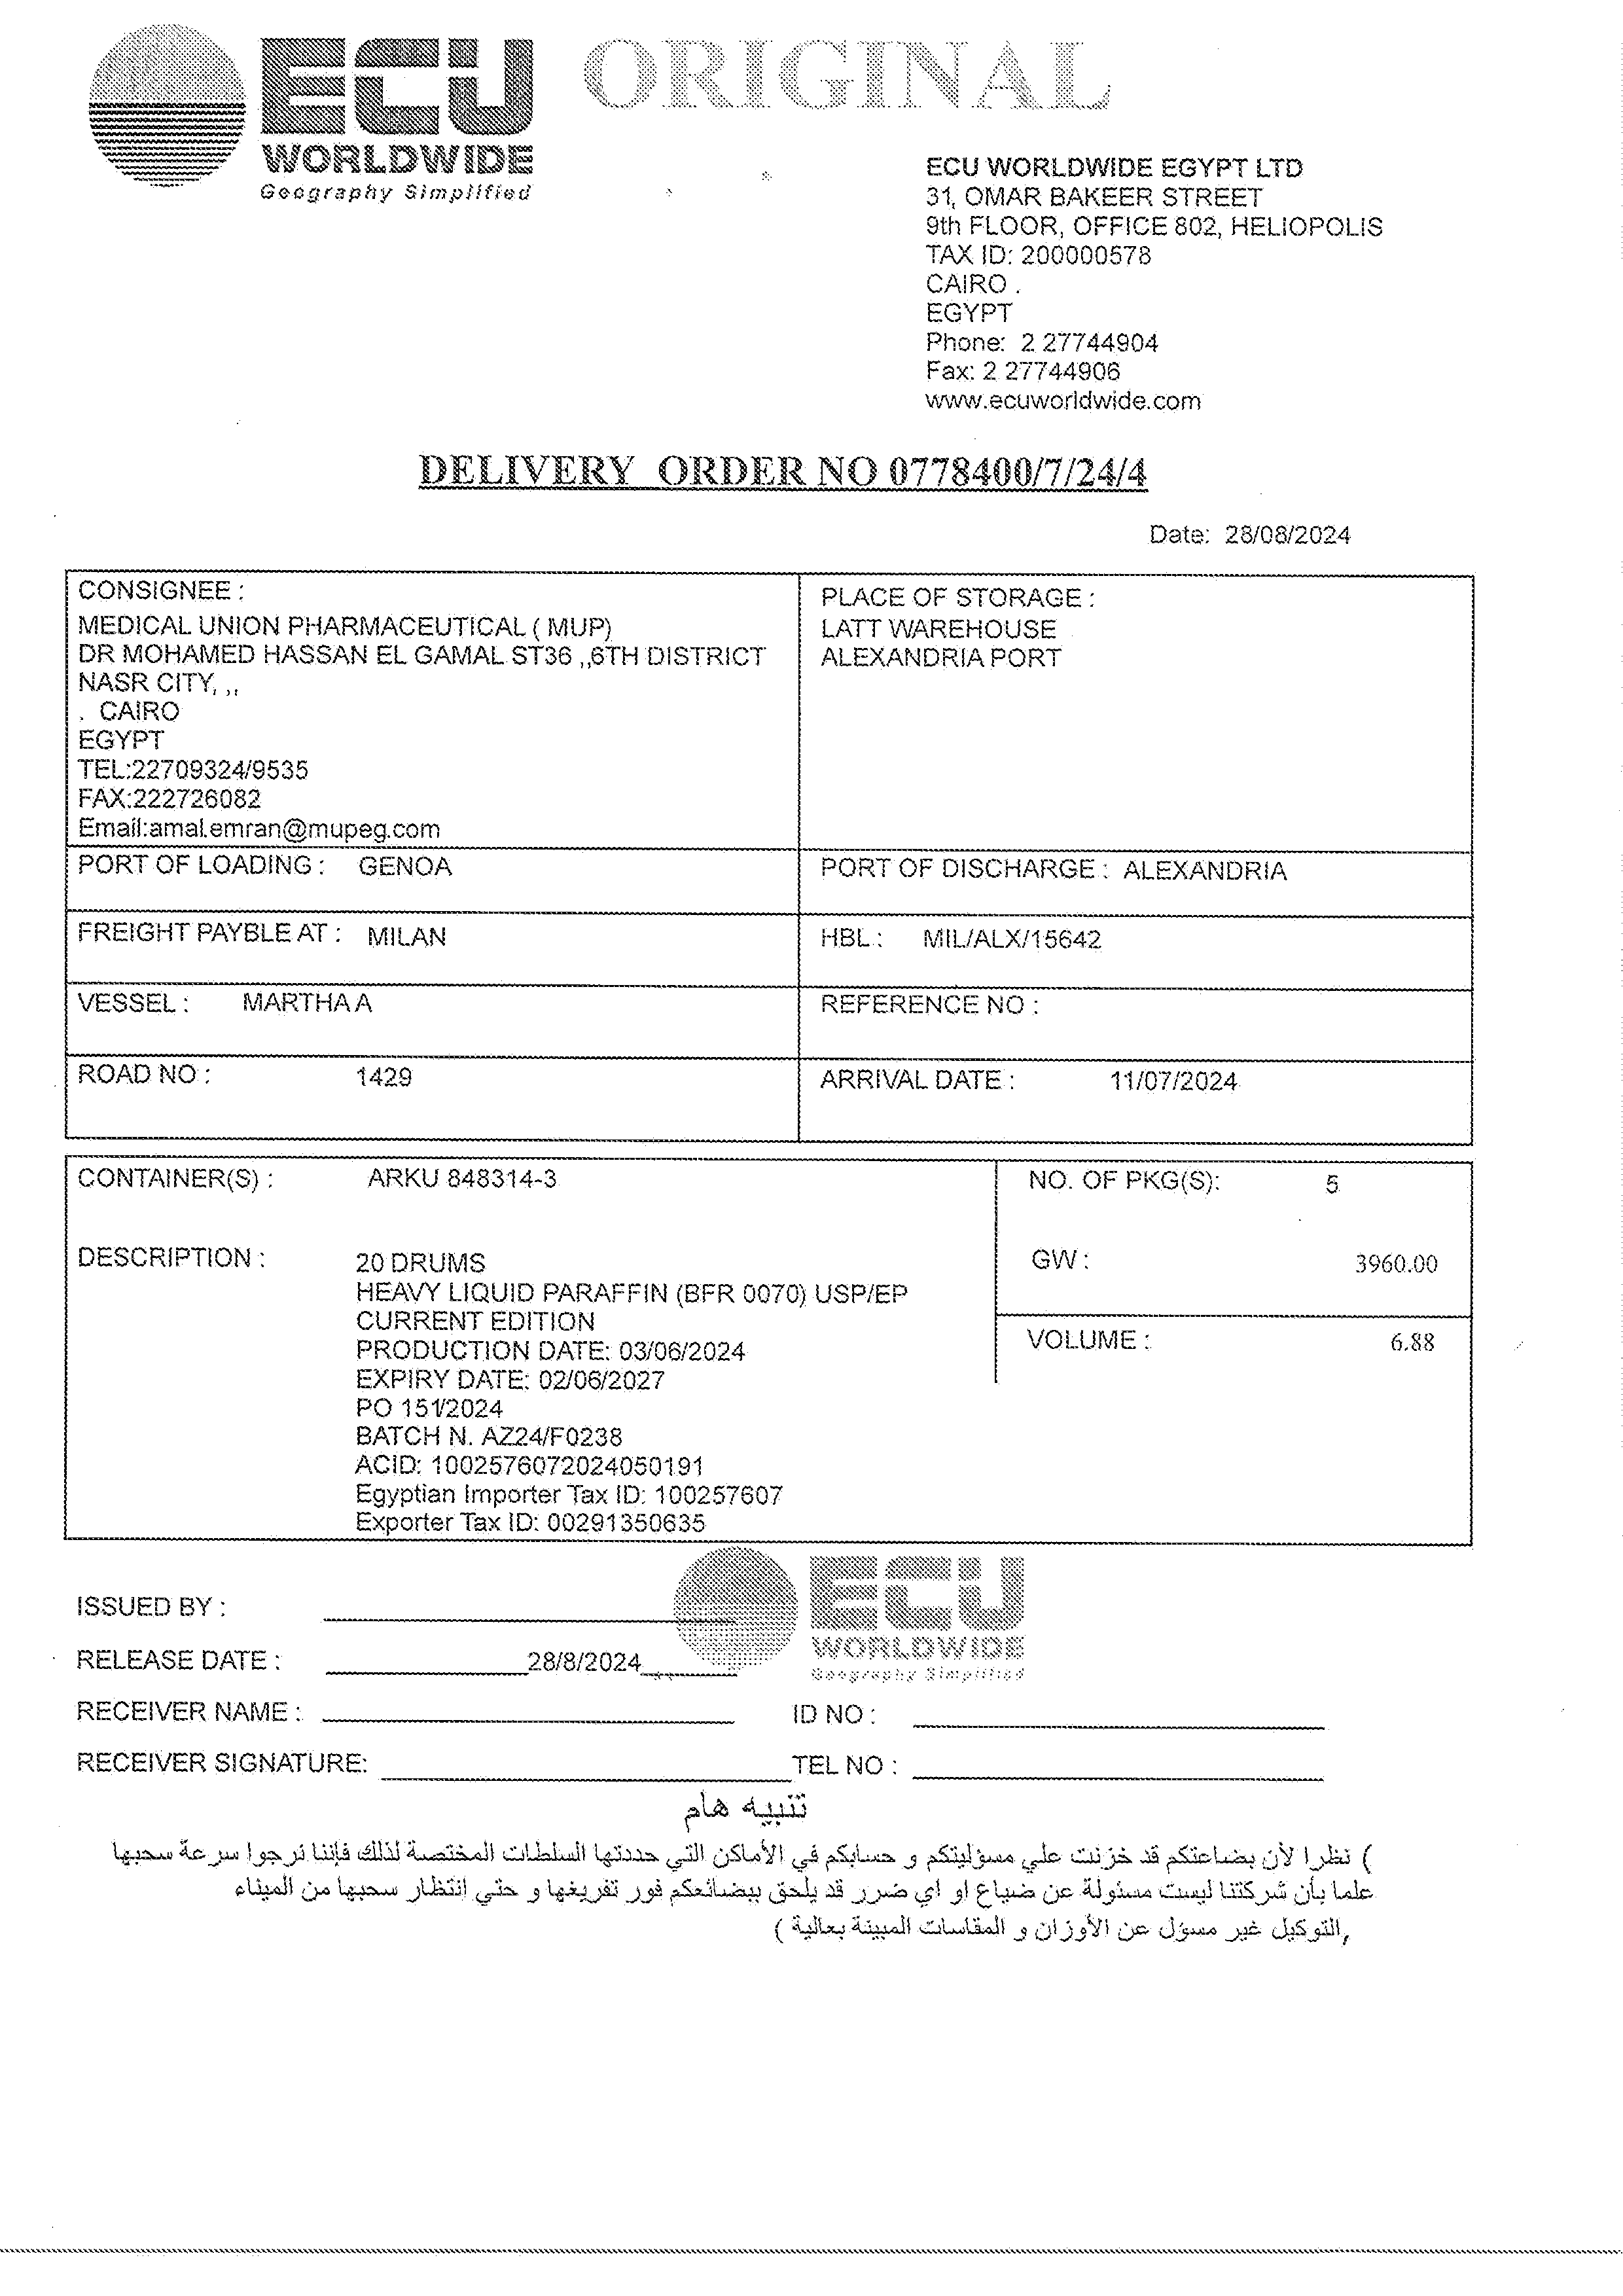 ECU
WORLDWIDE
Geography Simplified
ORIGINAL
ECU WORLDWIDE EGYPT LTD
31, OMAR BAKEER STREET
9th FLOOR, OFFICE 802, HELIOPOLIS
TAX ID: 200000578
CAIRO .
EGYPT
Phone: 2 27744904
Fax: 2 27744906
www.ecuworldwide.com
DELIVERY ORDER NO 0778400/7/24/4
Date: 28/08/2024
CONSIGNEE :
MEDICAL UNION PHARMACEUTICAL ( MUP)
DR MOHAMED HASSAN EL GAMAL ST36 ,,6TH DISTRICT
NASR CITY, ,,
. CAIRO
EGYPT
TEL:22709324/9535
FAX:222726082
Email:amal.emran@mupeg.com
PLACE OF STORAGE :
LATT WAREHOUSE
ALEXANDRIA PORT
PORT OF LOADING : GENOA
PORT OF DISCHARGE : ALEXANDRIA
FREIGHT PAYBLE AT : MILAN
HBL : MIL/ALX/15642
VESSEL : MARTHA A
REFERENCE NO :
ROAD NO : 1429
ARRIVAL DATE : 11/07/2024
CONTAINER(S) : ARKU 848314-3
NO. OF PKG(S): 5
DESCRIPTION : 20 DRUMS
HEAVY LIQUID PARAFFIN (BFR 0070) USP/EP
CURRENT EDITION
PRODUCTION DATE: 03/06/2024
EXPIRY DATE: 02/06/2027
PO 151/2024
BATCH N. AZ24/F0238
ACID: 1002576072024050191
Egyptian Importer Tax ID: 100257607
Exporter Tax ID: 00291350635
GW : 3960.00
VOLUME : 6.88
ECU
WORLDWIDE
Geography Simplified
ISSUED BY :
RELEASE DATE : 28/8/2024
RECEIVER NAME :
ID NO :
RECEIVER SIGNATURE:
TEL NO :
تنبيه هام
) نظرا لأن بضاعتكم قد خزنت علي مسؤليتكم و حسابكم في الأماكن التي حددتها السلطات المختصة لذلك فإننا نرجوا سرعة سحبها
علما بأن شركتنا ليست مسئولة عن ضياع او اي ضرر قد يلحق ببضائعكم فور تفريغها و حتي انتظار سحبها من الميناء
,التوكيل غير مسؤل عن الأوزان و المقاسات المبينة بعالية (